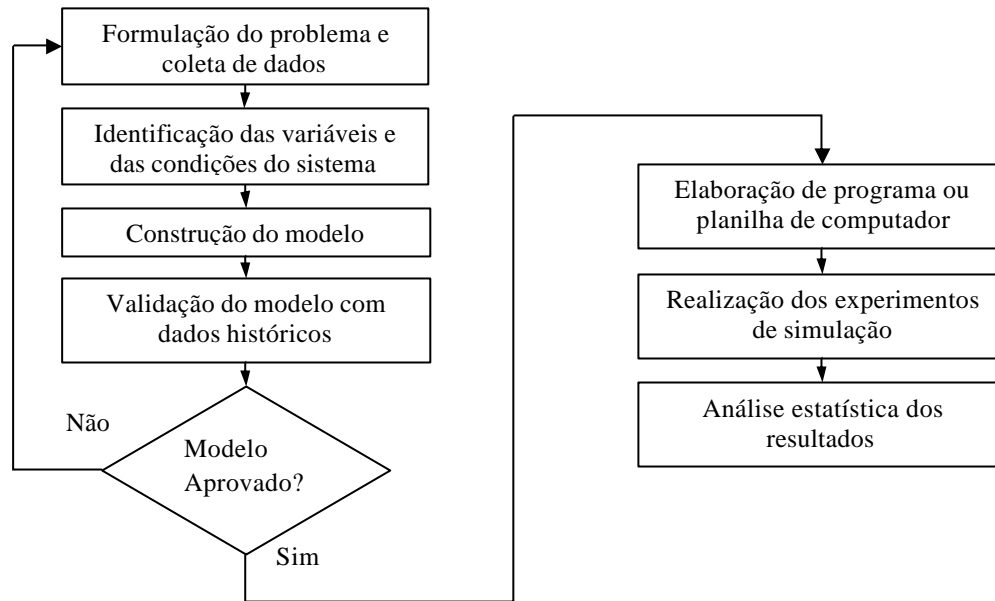 Formulação do problema e
coleta de dados
Identificação das variáveis e
das condições do sistema
Construção do modelo
Validação do modelo com
dados históricos
Não
Modelo
Aprovado?
Sim
Elaboração de programa ou
planilha de computador
Realização dos experimentos
de simulação
Análise estatística dos
resultados